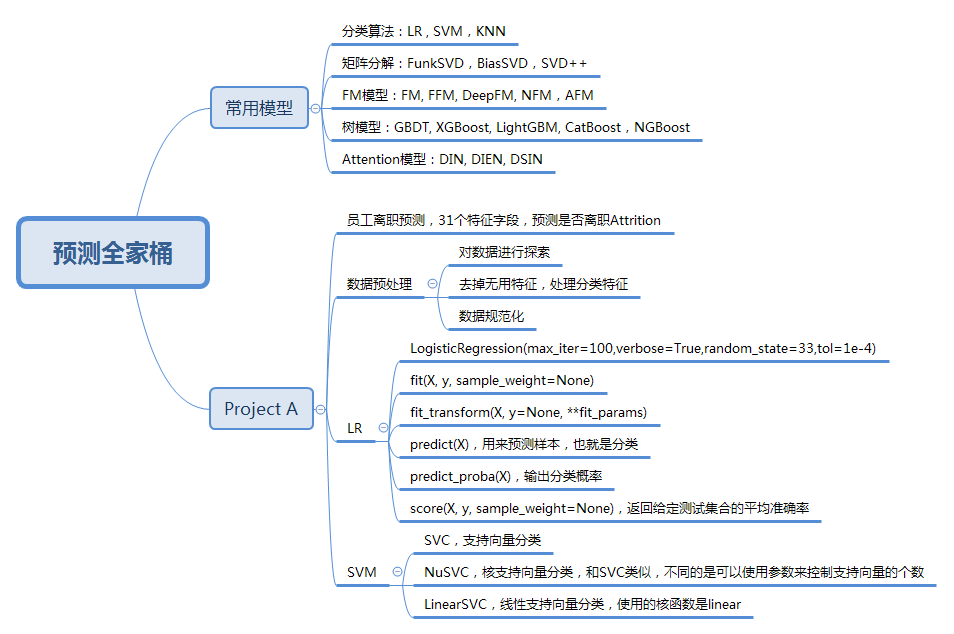 预测全家桶
常用模型
分类算法：LR , SVM，KNN
矩阵分解：FunkSVD，BiasSVD，SVD++
FM模型：FM, FFM, DeepFM, NFM，AFM
树模型：GBDT, XGBoost, LightGBM, CatBoost，NGBoost
Attention模型：DIN, DIEN, DSIN
Project A
员工离职预测，31个特征字段，预测是否离职Attrition
数据预处理
对数据进行探索
去掉无用特征，处理分类特征
数据规范化
LR
LogisticRegression(max_iter=100,verbose=True,random_state=33,tol=1e-4)
fit(X, y, sample_weight=None)
fit_transform(X, y=None, **fit_params)
predict(X)，用来预测样本，也就是分类
predict_proba(X)，输出分类概率
score(X, y, sample_weight=None)，返回给定测试集合的平均准确率
SVM
SVC，支持向量分类
NuSVC，核支持向量分类，和SVC类似，不同的是可以使用参数来控制支持向量的个数
LinearSVC，线性支持向量分类，使用的核函数是linear